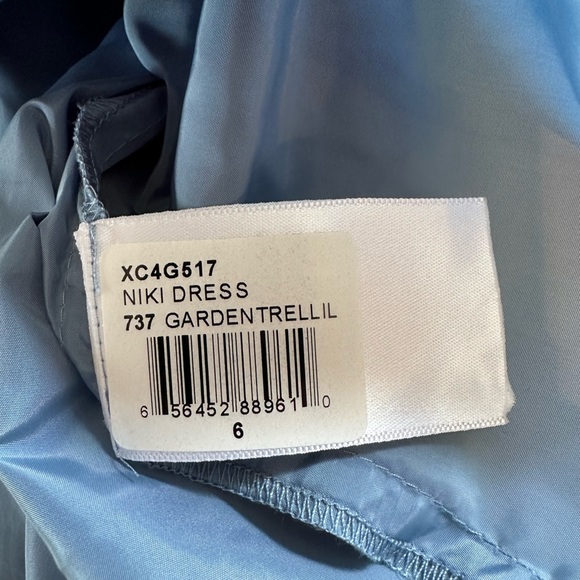 XC4G517
NIKI DRESS
737 GARDENTRELLIL
6 56452 88961 0
6